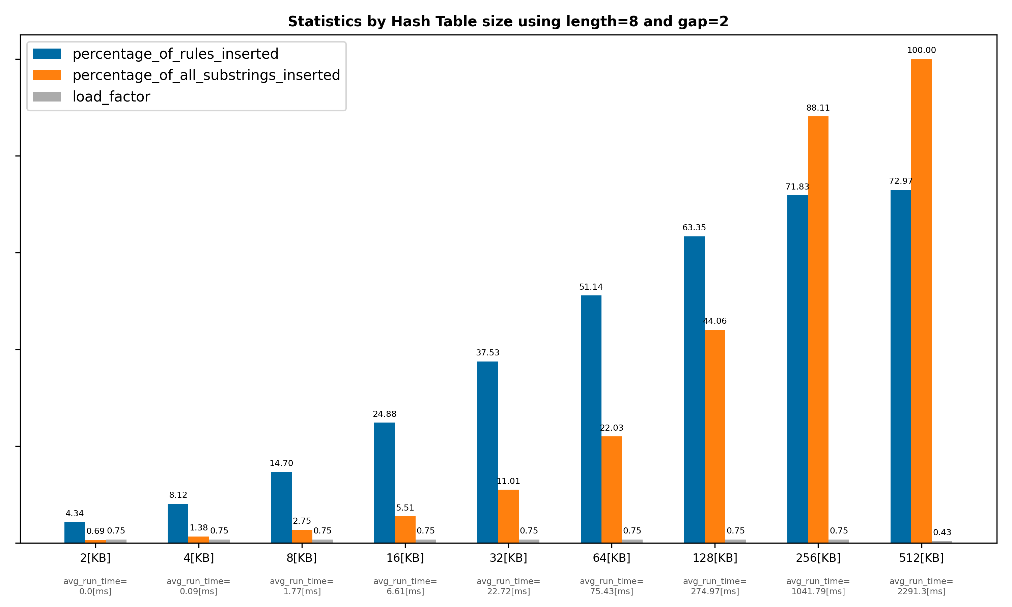 Statistics by Hash Table size using length=8 and gap=2
percentage_of_rules_inserted
percentage_of_all_substrings_inserted
load_factor
4.34 0.69 0.75
8.12 1.38 0.75
14.70 2.75 0.75
24.88 5.51 0.75
37.53 11.01 0.75
51.14 22.03 0.75
63.35 44.06 0.75
71.83 88.11 0.75
72.97 100.00 0.43
2[KB] 4[KB] 8[KB] 16[KB] 32[KB] 64[KB] 128[KB] 256[KB] 512[KB]
avg_run_time= avg_run_time= avg_run_time= avg_run_time= avg_run_time= avg_run_time= avg_run_time= avg_run_time= avg_run_time=
0.0[ms] 0.09[ms] 1.77[ms] 6.61[ms] 22.72[ms] 75.43[ms] 274.97[ms] 1041.79[ms] 2291.3[ms]